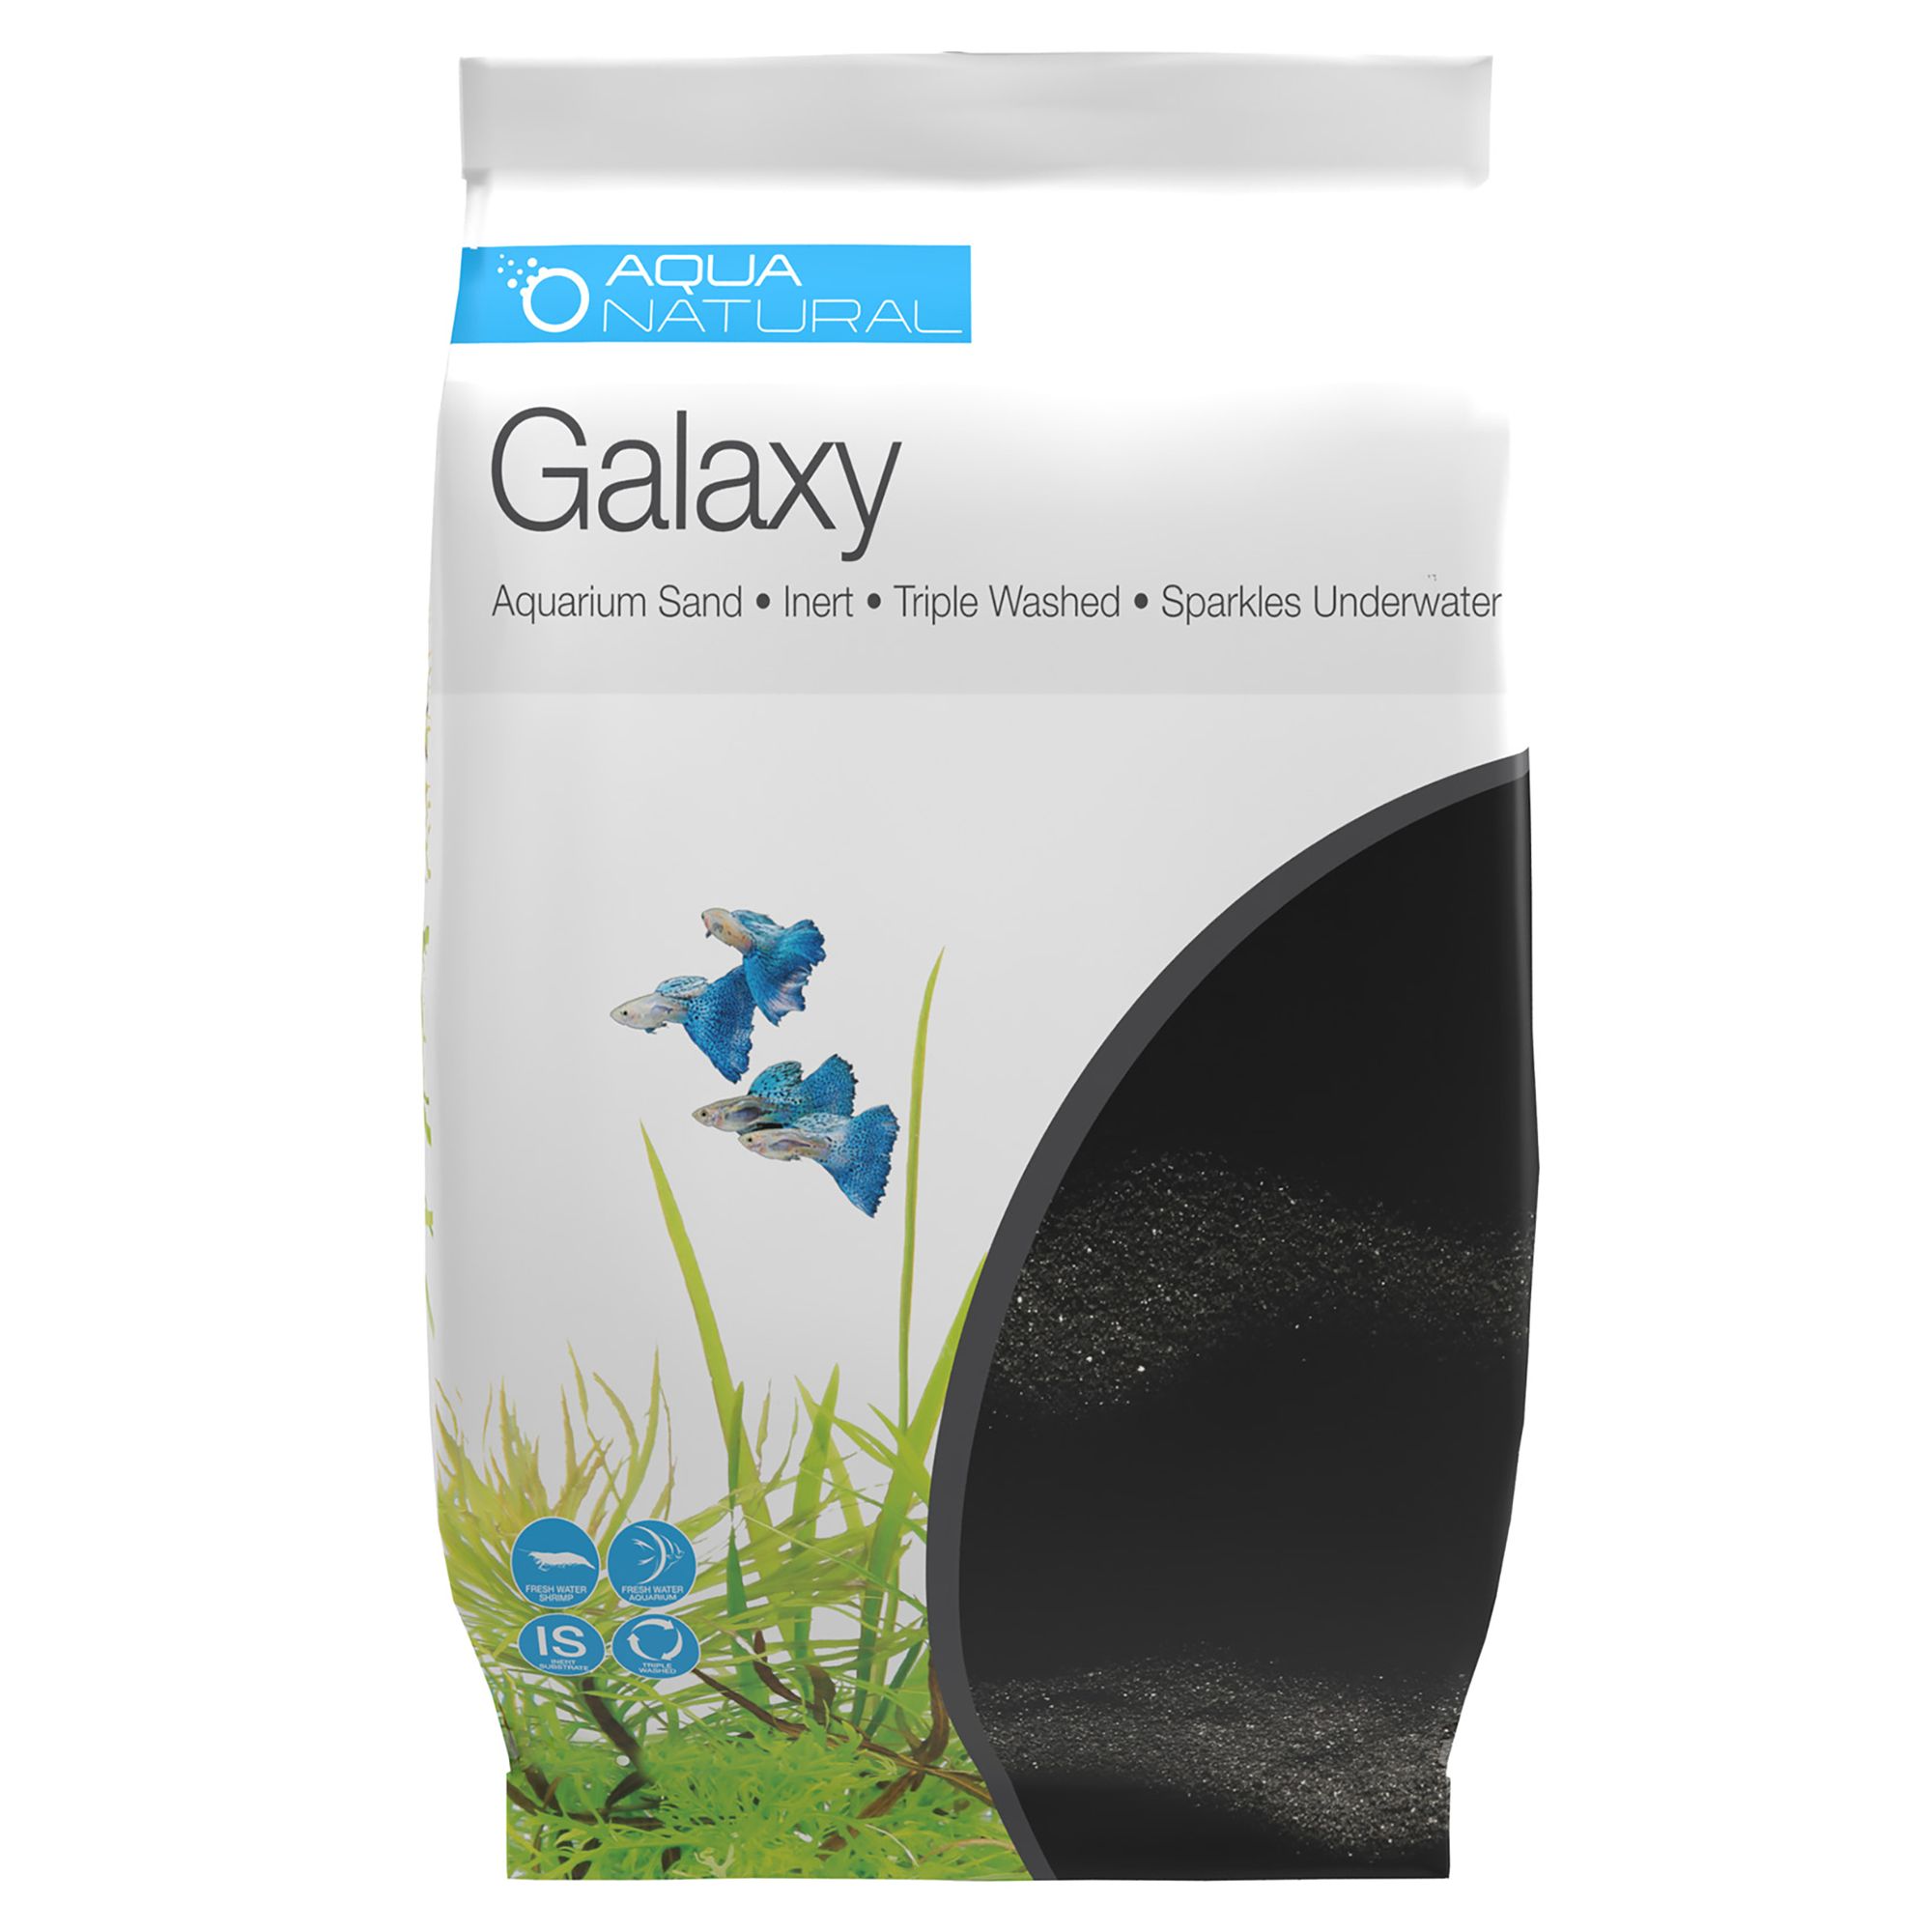 AQUA
NATURAL
Galaxy
Aquarium Sand • Inert • Triple Washed • Sparkles Underwater
FRESH WATER
SHRIMP
FRESH WATER
AQUARIUM
IS
INERT
SUBSTRATE
TRIPLE
WASHED